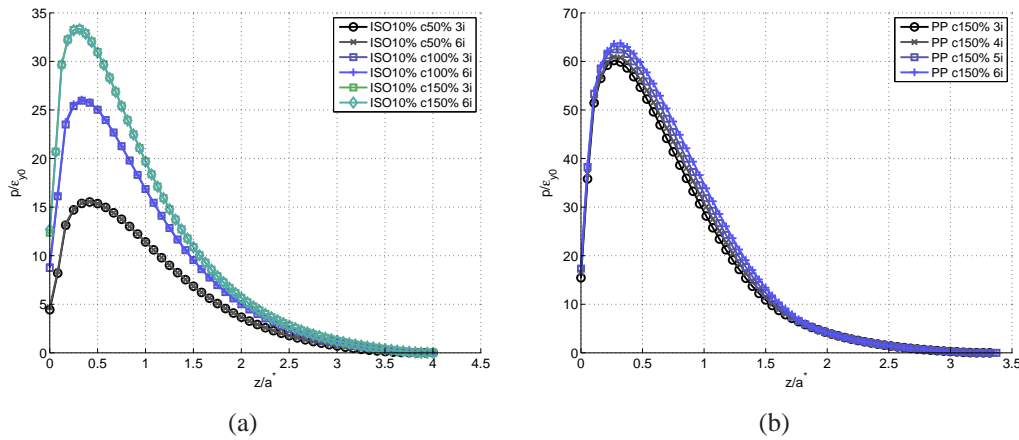 35
30
25
20
15
10
5
0
p/ε_y0
0 0.5 1 1.5 2 2.5 3 3.5 4 4.5
z/a*
ISO10% c50% 3i
ISO10% c50% 6i
ISO10% c100% 3i
ISO10% c100% 6i
ISO10% c150% 3i
ISO10% c150% 6i
(a)
70
60
50
40
30
20
10
0
p/ε_y0
0 0.5 1 1.5 2 2.5 3 3.5
z/a*
PP c150% 3i
PP c150% 4i
PP c150% 5i
PP c150% 6i
(b)